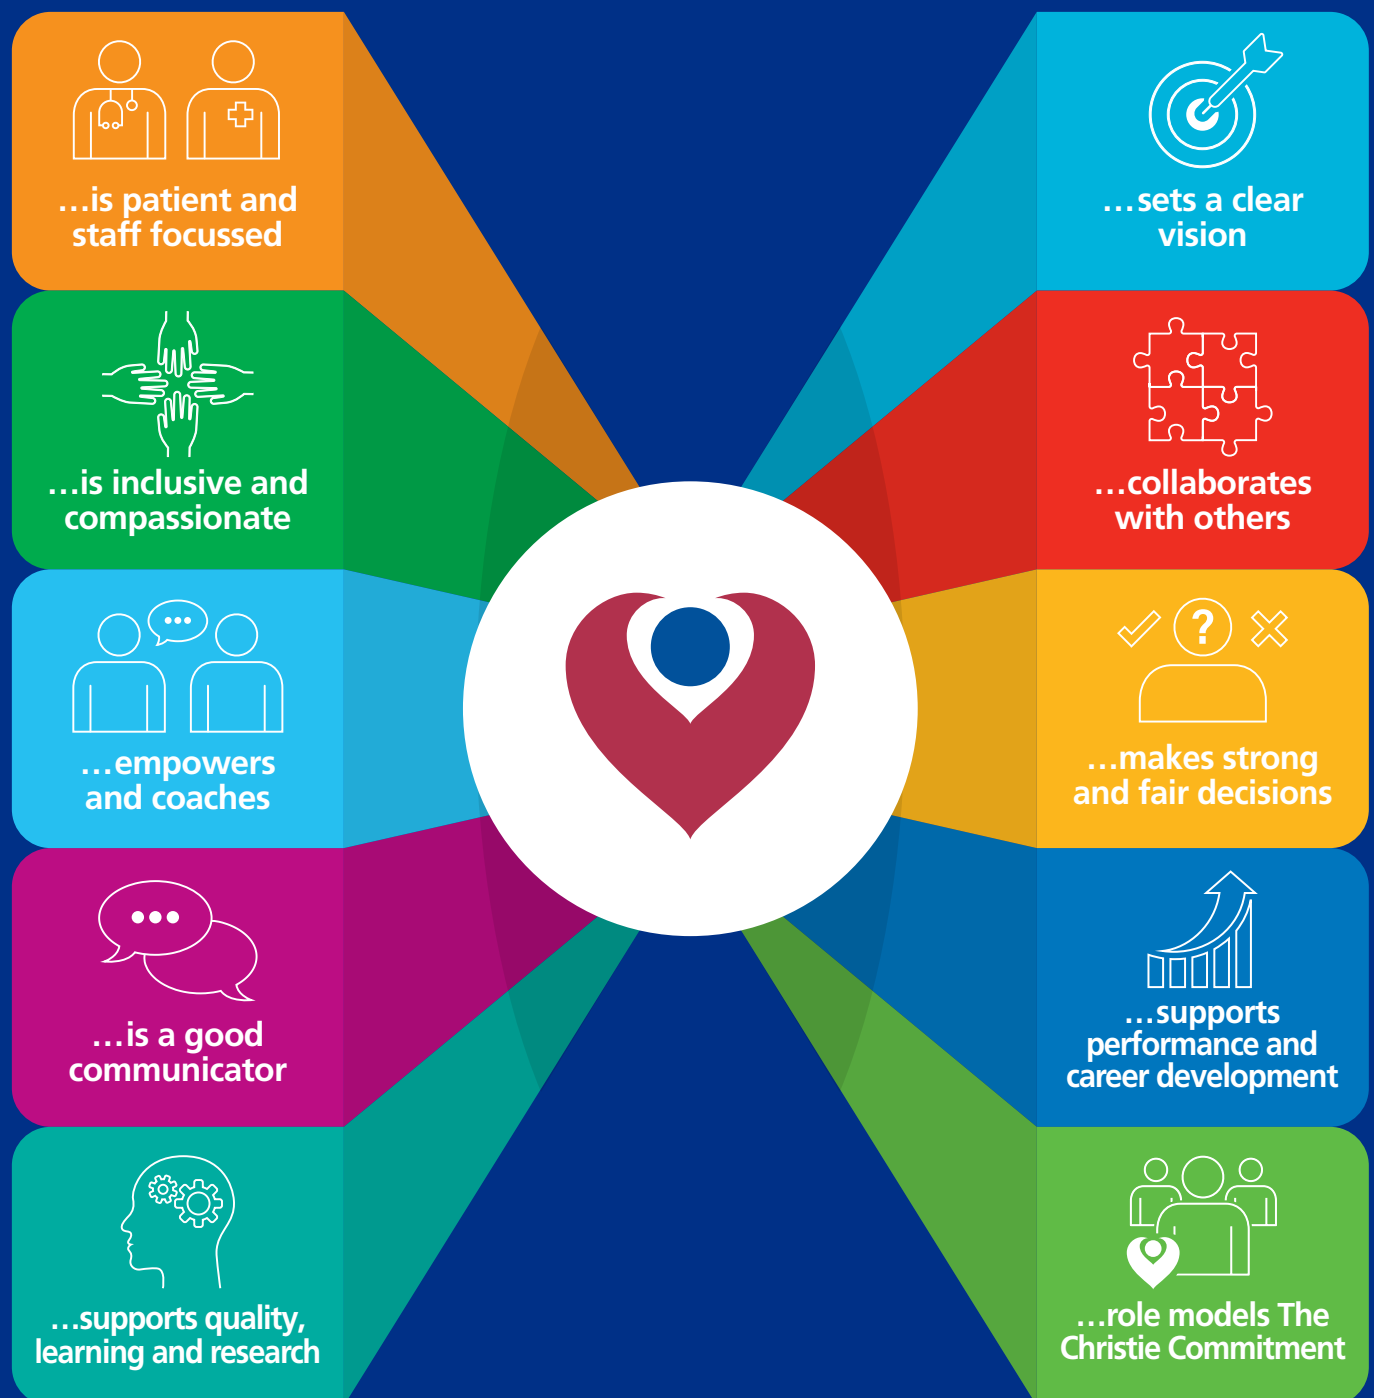 …is patient and
staff focussed
…is inclusive and
compassionate
…empowers
and coaches
…is a good
communicator
…supports quality,
learning and research
…sets a clear
vision
…collaborates
with others
?
…makes strong
and fair decisions
…supports
performance and
career development
…role models The
Christie Commitment